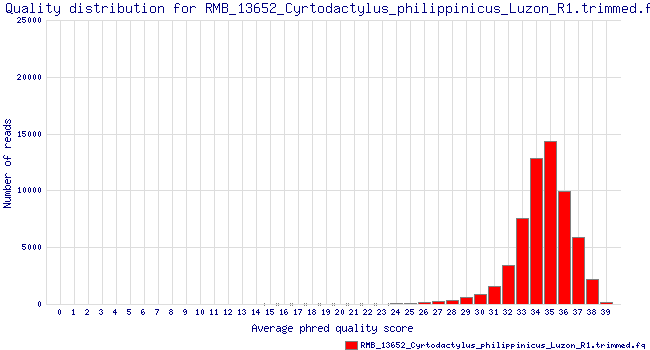 Quality distribution for RMB_13652_Cyrtodactylus_philippinicus_Luzon_R1.trimmed.f
25000
20000
15000
10000
5000
0
Number of reads
0 1 2 3 4 5 6 7 8 9 10 11 12 13 14 15 16 17 18 19 20 21 22 23 24 25 26 27 28 29 30 31 32 33 34 35 36 37 38 39
Average phred quality score
RMB_13652_Cyrtodactylus_philippinicus_Luzon_R1.trimmed.fq